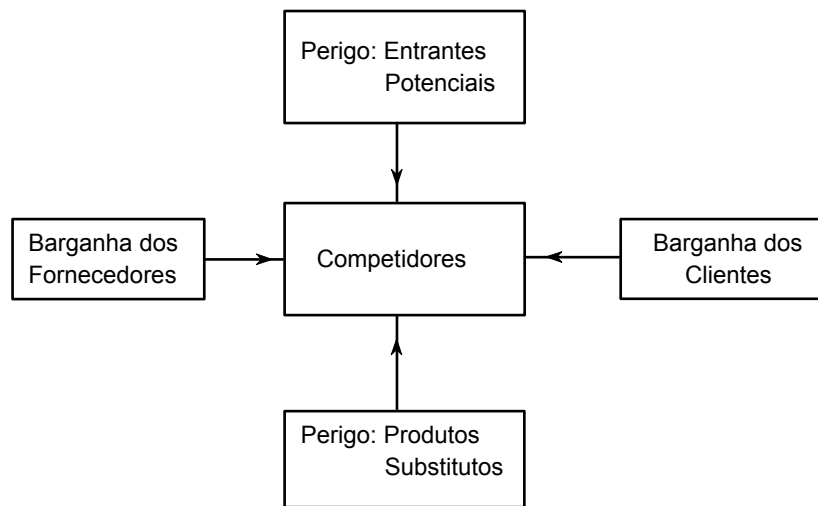 Perigo: Entrantes
Potenciais
Barganha dos
Fornecedores
Competidores
Barganha dos
Clientes
Perigo: Produtos
Substitutos